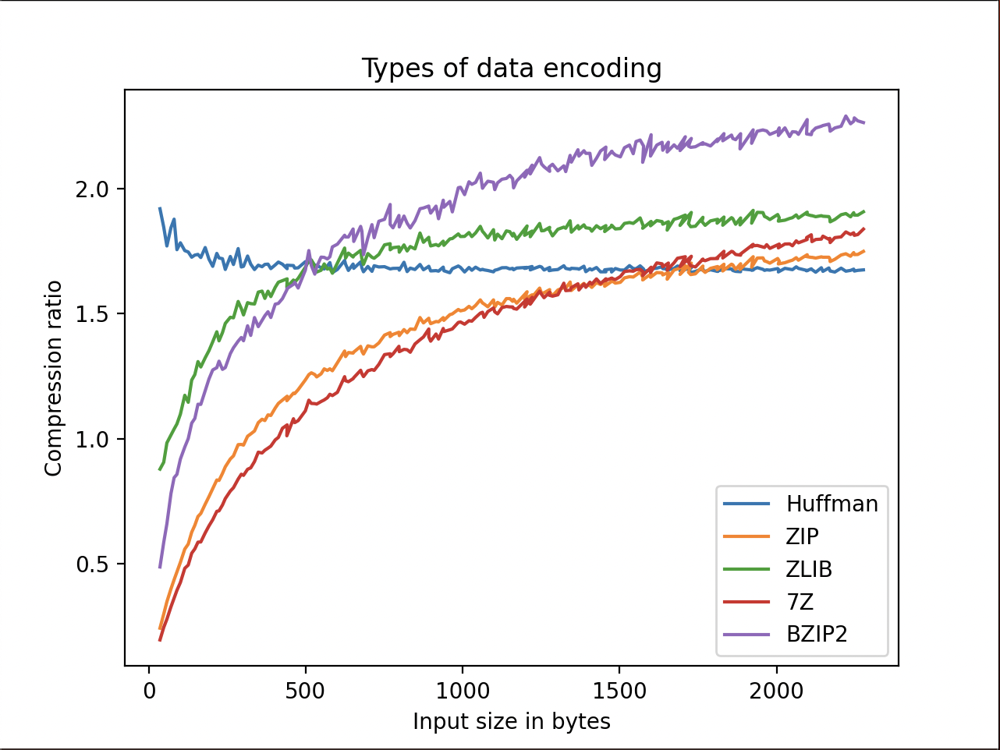 Types of data encoding
Compression ratio
2.0
1.5
1.0
0.5
0
500
1000
1500
2000
Input size in bytes
Huffman
ZIP
ZLIB
7Z
BZIP2